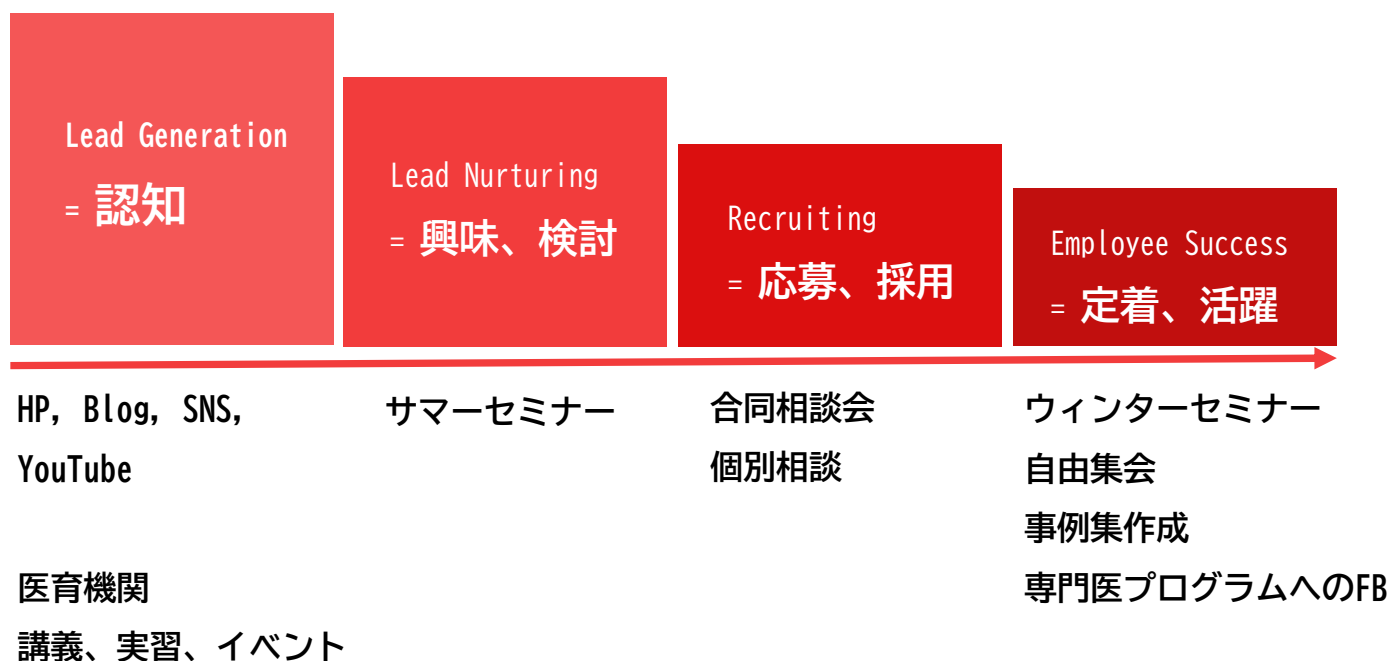 Lead Generation
= 認知
Lead Nurturing
= 興味、検討
Recruiting
= 応募、採用
Employee Success
= 定着、活躍
HP, Blog, SNS,
YouTube
医育機関
講義、実習、イベント
サマーセミナー
合同相談会
個別相談
ウィンターセミナー
自由集会
事例集作成
専門医プログラムへのFB